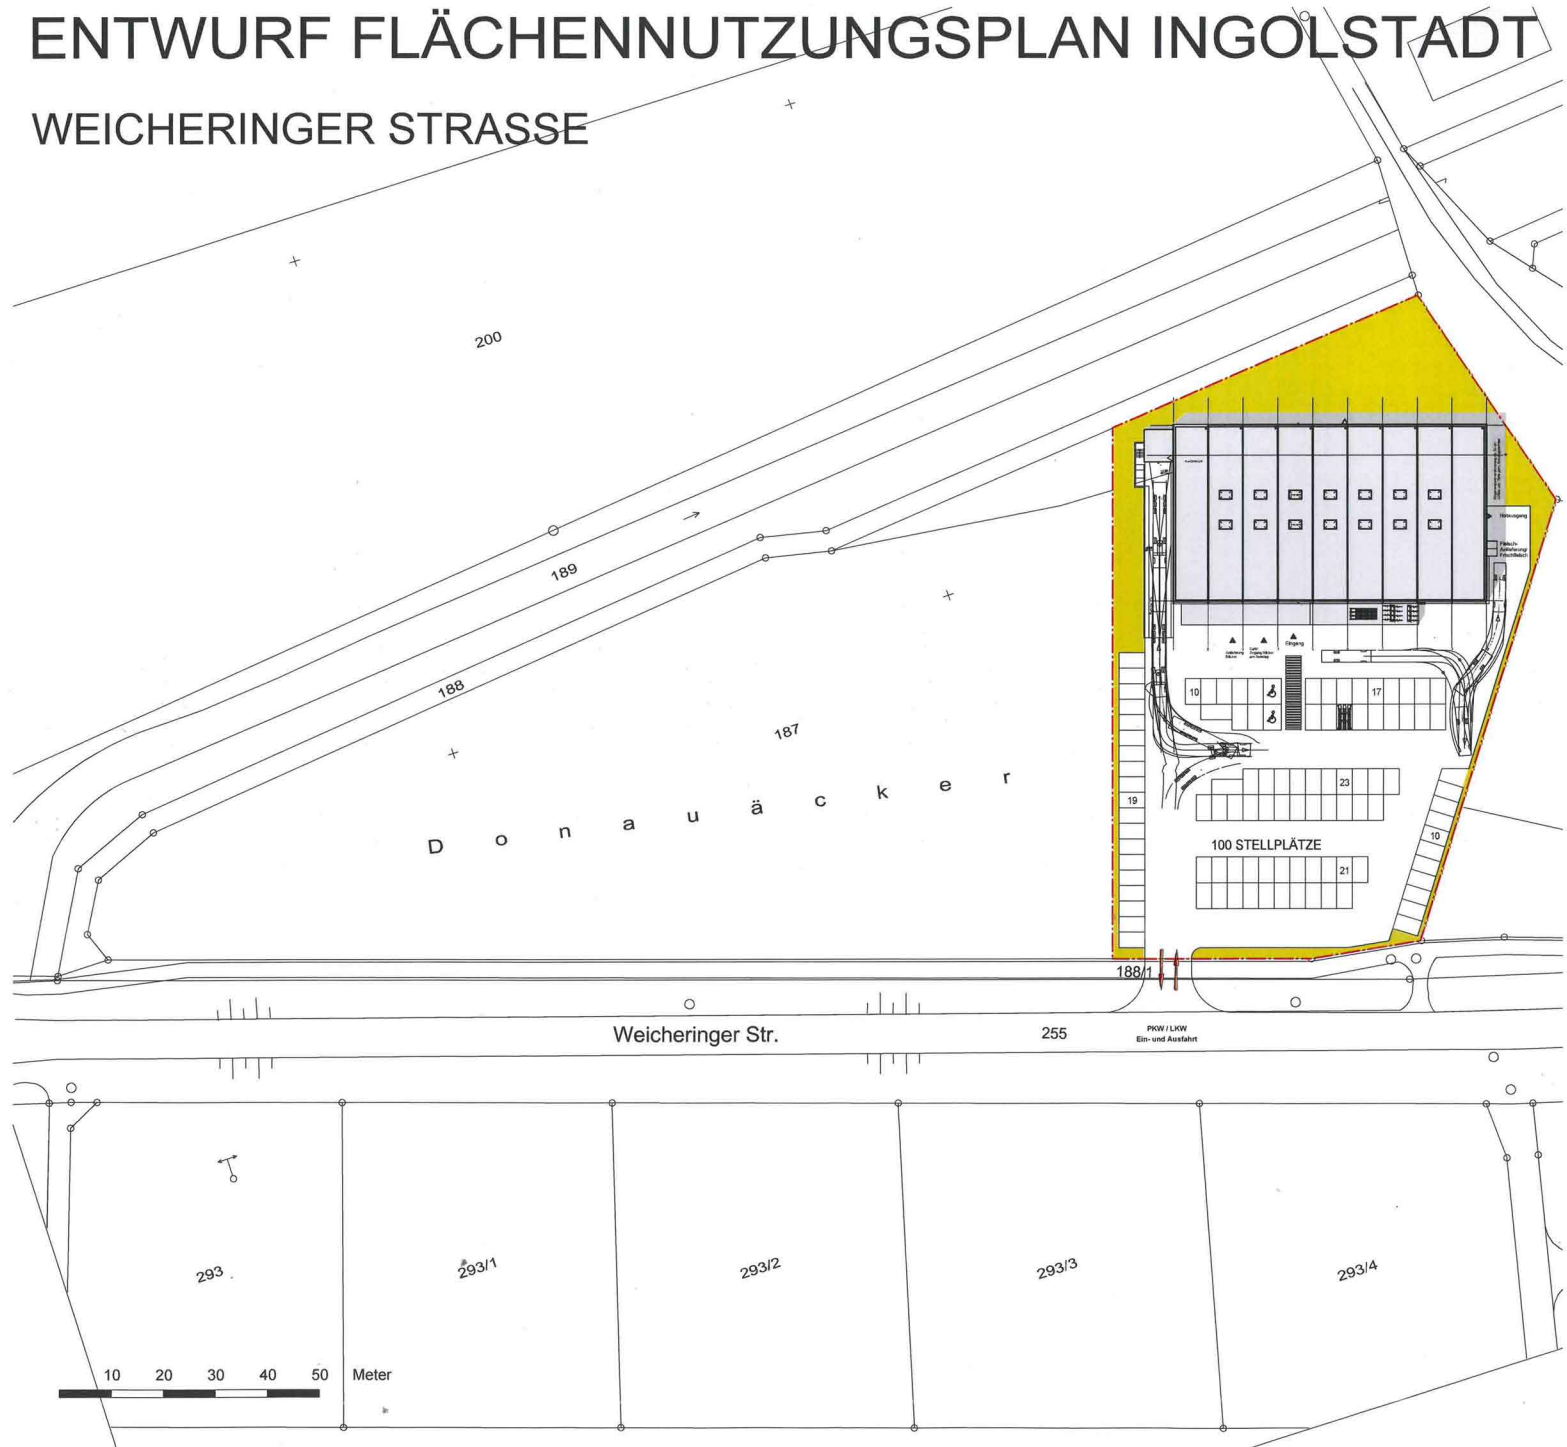 ENTWURF FLÄCHENNUTZUNGSPLAN INGOLSTADT
WEICHERINGER STRASSE
200
189
188
187
Donauäcker
Eingang
10
17
19
23
10
100 STELLPLÄTZE
21
188/1
Weicheringer Str.
255
PKW / LKW
Ein- und Ausfahrt
293
293/1
293/2
293/3
293/4
10 20 30 40 50 Meter